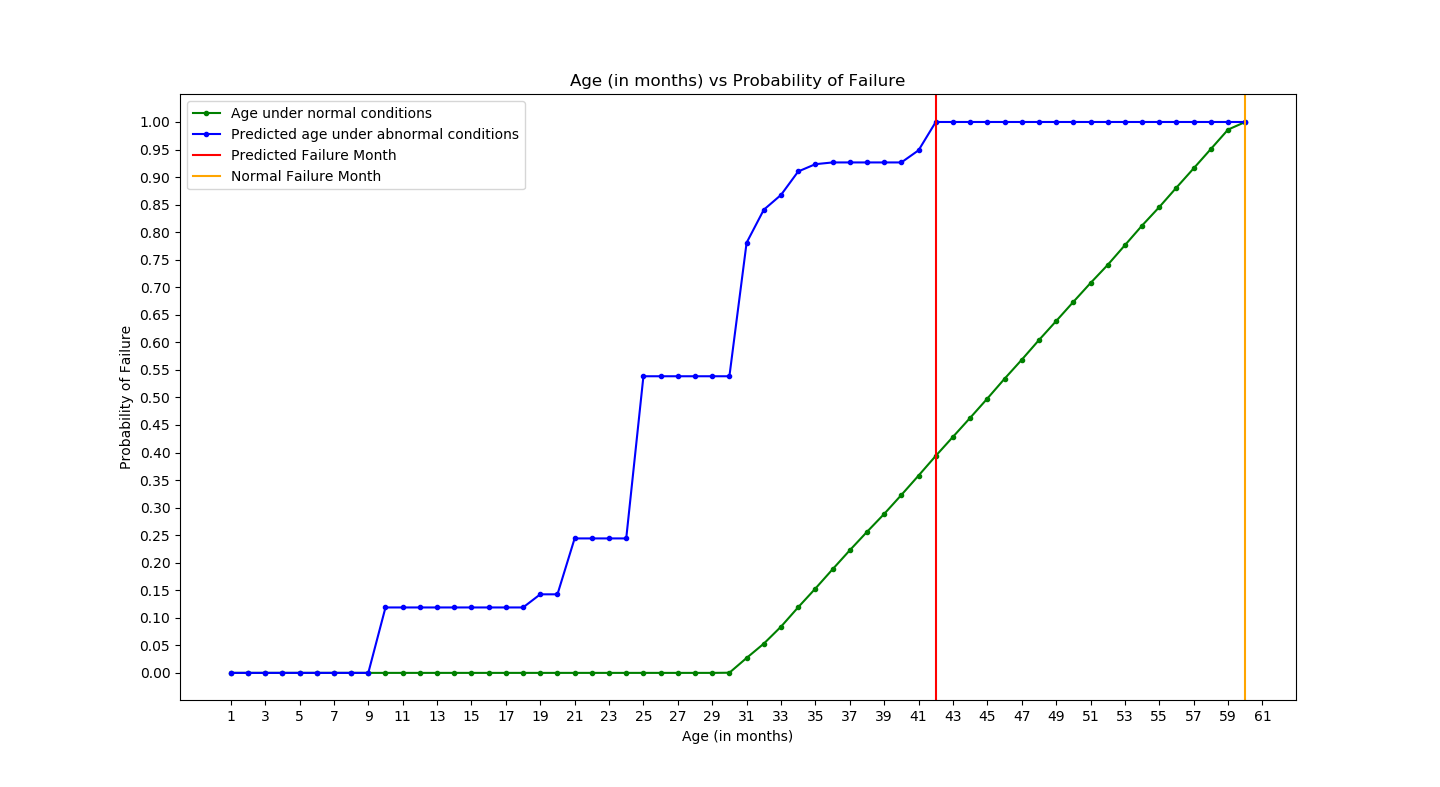 Age (in months) vs Probability of Failure
Age under normal conditions
Predicted age under abnormal conditions
Predicted Failure Month
Normal Failure Month
1.00
0.95
0.90
0.85
0.80
0.75
0.70
0.65
0.60
0.55
0.50
0.45
0.40
0.35
0.30
0.25
0.20
0.15
0.10
0.05
0.00
Probability of Failure
1 3 5 7 9 11 13 15 17 19 21 23 25 27 29 31 33 35 37 39 41 43 45 47 49 51 53 55 57 59 61
Age (in months)